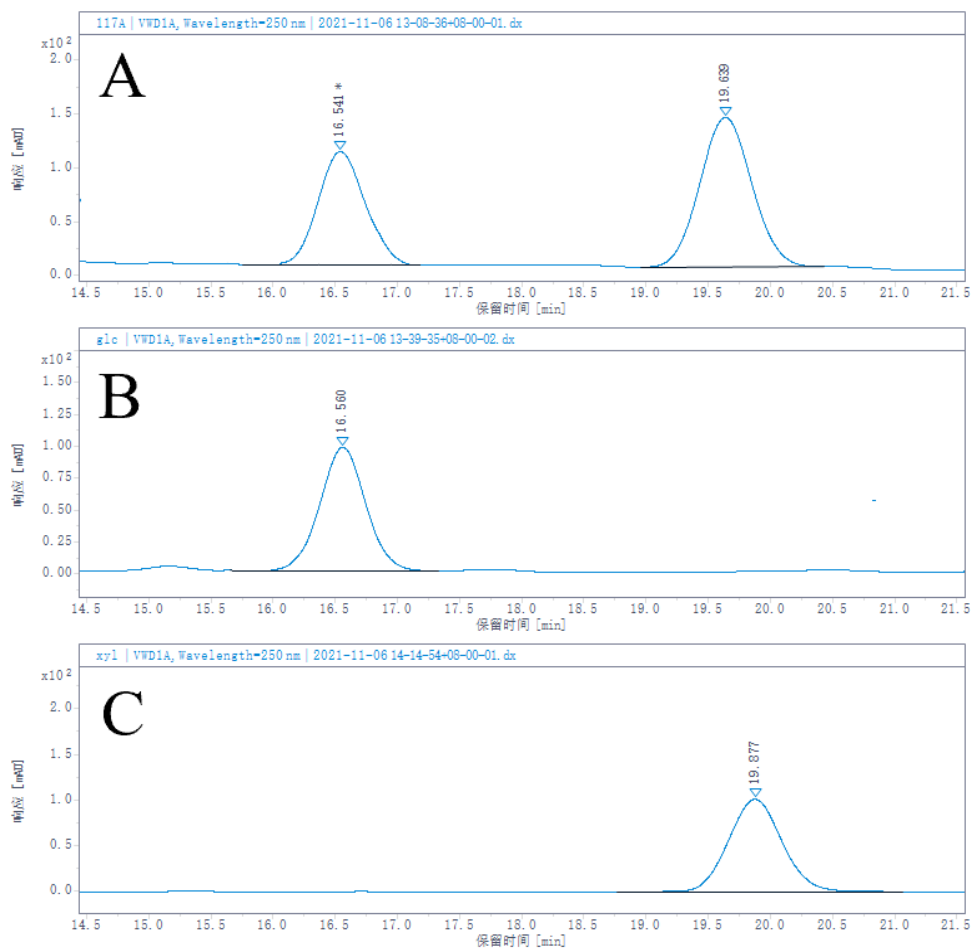 117A | VWD1A, Wavelength=250 nm | 2021-11-06 13-08-36+08-00-01.dx
x10²
A
2.0
1.5
1.0
0.5
0.0
响应 [mAU]
16.541 *
19.639
14.5 15.0 15.5 16.0 16.5 17.0 17.5 18.0 18.5 19.0 19.5 20.0 20.5 21.0 21.5
保留时间 [min]
glc | VWD1A, Wavelength=250 nm | 2021-11-06 13-39-35+08-00-02.dx
x10²
B
1.50
1.25
1.00
0.75
0.50
0.25
0.00
响应 [mAU]
16.560
14.5 15.0 15.5 16.0 16.5 17.0 17.5 18.0 18.5 19.0 19.5 20.0 20.5 21.0 21.5
保留时间 [min]
xyl | VWD1A, Wavelength=250 nm | 2021-11-06 14-14-54+08-00-01.dx
x10²
C
2.0
1.5
1.0
0.5
0.0
响应 [mAU]
19.877
14.5 15.0 15.5 16.0 16.5 17.0 17.5 18.0 18.5 19.0 19.5 20.0 20.5 21.0 21.5
保留时间 [min]